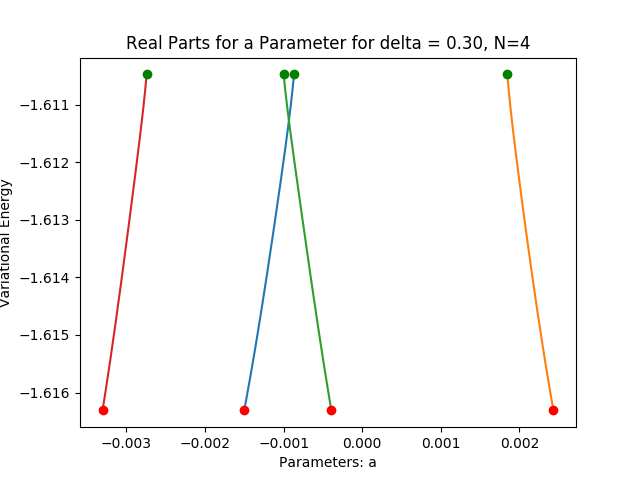 Real Parts for a Parameter for delta = 0.30, N=4
Variational Energy
−1.611
−1.612
−1.613
−1.614
−1.615
−1.616
−0.003 −0.002 −0.001 0.000 0.001 0.002
Parameters: a